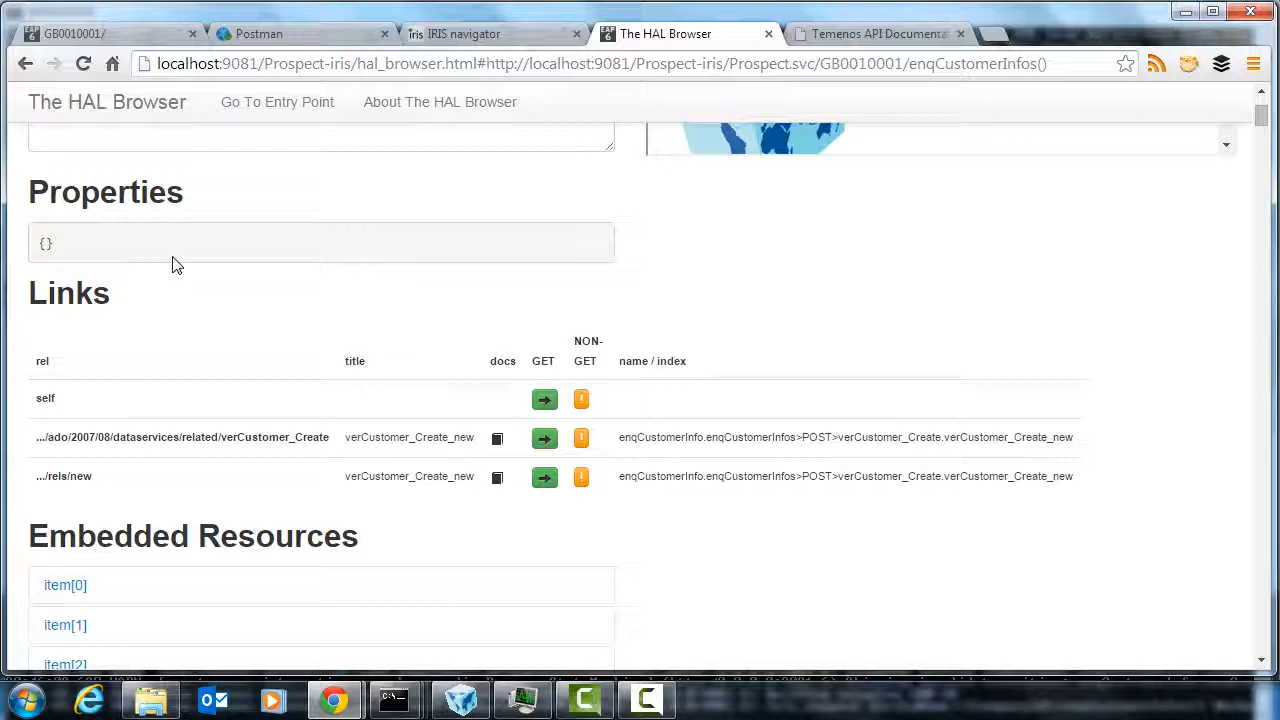 GB0010001/
Postman
iris IRIS navigator
The HAL Browser
Temenos API Documenta
localhost:9081/Prospect-iris/hal_browser.html#http://localhost:9081/Prospect-iris/Prospect.svc/GB0010001/enqCustomerInfos()
The HAL Browser Go To Entry Point About The HAL Browser
Properties
{}
Links
NON-
rel title docs GET GET name / index
self
.../ado/2007/08/dataservices/related/verCustomer_Create verCustomer_Create_new enqCustomerInfo.enqCustomerInfos>POST>verCustomer_Create.verCustomer_Create_new
.../rels/new verCustomer_Create_new enqCustomerInfo.enqCustomerInfos>POST>verCustomer_Create.verCustomer_Create_new
Embedded Resources
item[0]
item[1]
item[2]